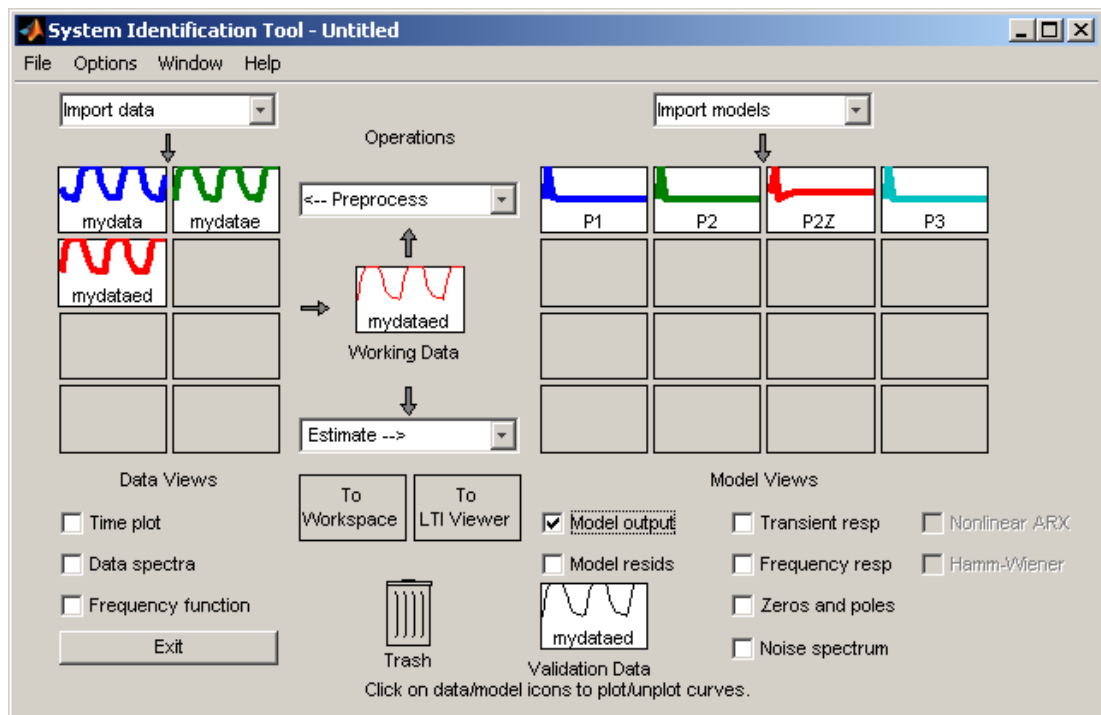 System Identification Tool - Untitled
File Options Window Help
Import data
Import models
Operations
mydata
mydatae
<-- Preprocess
P1
P2
P2Z
P3
mydataed
mydataed
Working Data
Estimate -->
Data Views
Model Views
To Workspace
To LTI Viewer
Time plot
Data spectra
Frequency function
Exit
Trash
Model output
Model resids
Transient resp
Frequency resp
Zeros and poles
Noise spectrum
Nonlinear ARX
Hamm-Wiener
mydataed
Validation Data
Click on data/model icons to plot/unplot curves.